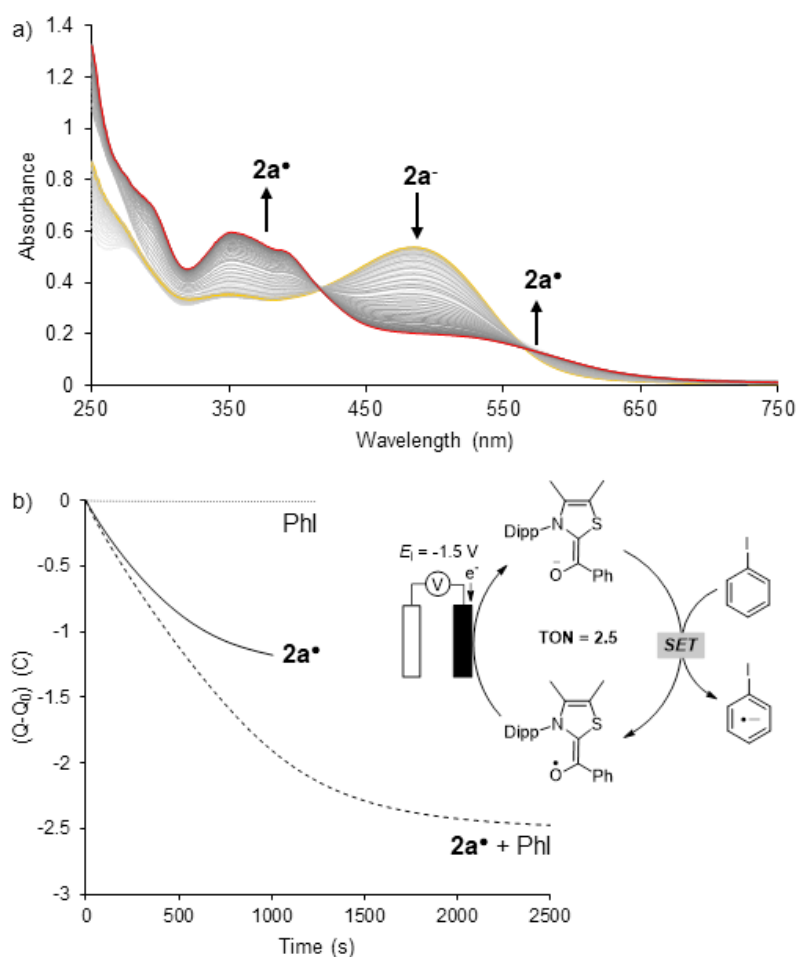 a)
1.4
1.2
1
0.8
0.6
0.4
0.2
0
Absorbance
2a•
2a-
2a•
250
350
450
550
650
750
Wavelength (nm)
b)
0
-0.5
-1
-1.5
-2
-2.5
-3
(Q-Q0) (C)
PhI
2a•
2a• + PhI
EI = -1.5 V
e-
V
Dipp
N
S
O
-
Ph
I
TON = 2.5
SET
Dipp
N
S
•
O
Ph
I
• —
0
500
1000
1500
2000
2500
Time (s)